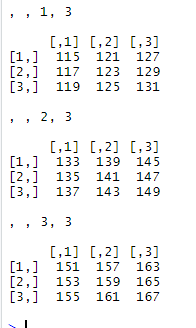 , , 1, 3
[,1] [,2] [,3]
[1,] 115 121 127
[2,] 117 123 129
[3,] 119 125 131
, , 2, 3
[,1] [,2] [,3]
[1,] 133 139 145
[2,] 135 141 147
[3,] 137 143 149
, , 3, 3
[,1] [,2] [,3]
[1,] 151 157 163
[2,] 153 159 165
[3,] 155 161 167
>